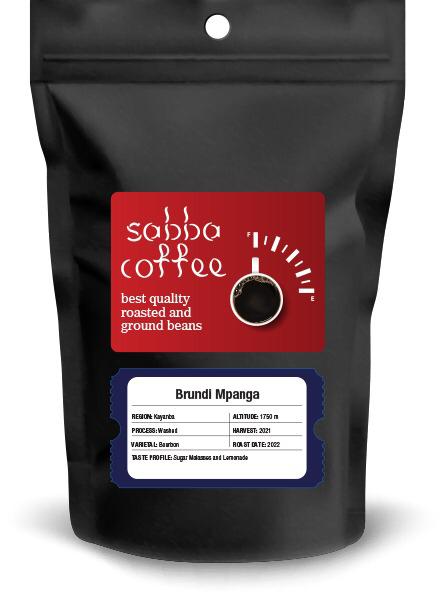 sabba
coffee
best quality
roasted and
ground beans
F
E
Brundi Mpanga
REGION: Kayanba
ALTITUDE: 1750 m
PROCESS: Washed
HARVEST: 2021
VARIETAL: Bourbon
ROAST DATE: 2022
TASTE PROFILE: Sugar Molasses and Lemonade